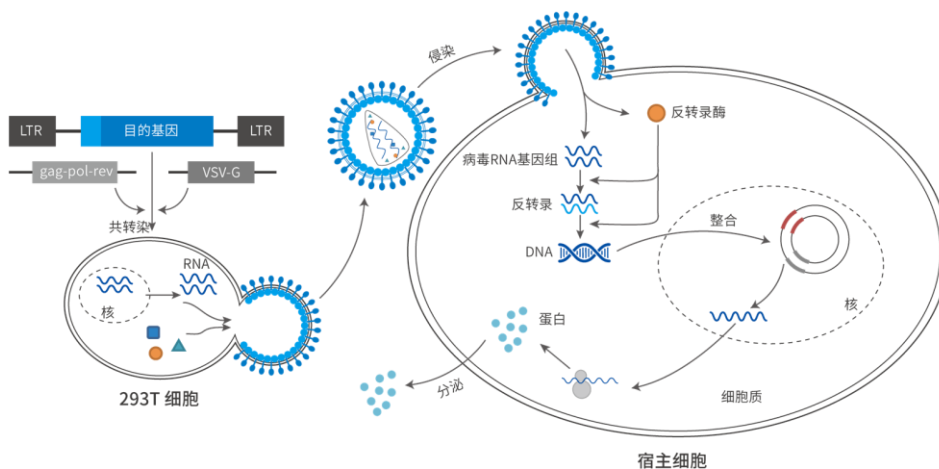 LTR
目的基因
LTR
gag-pol-rev
VSV-G
共转染
RNA
核
293T 细胞
侵染
反转录酶
病毒RNA基因组
反转录
DNA
整合
核
蛋白
分泌
细胞质
宿主细胞